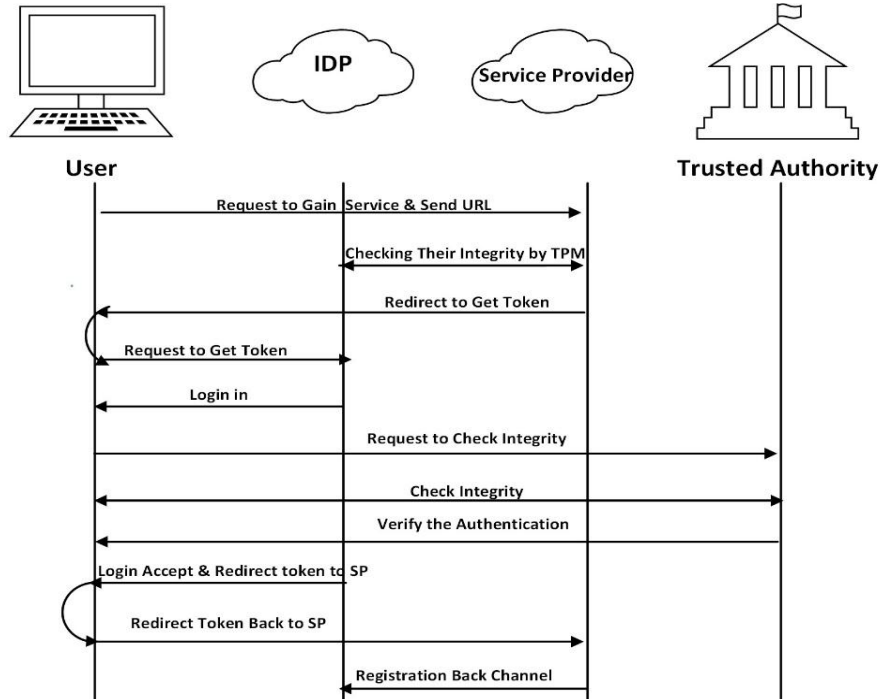 IDP
Service Provider
User
Trusted Authority
Request to Gain Service & Send URL
Checking Their Integrity by TPM
Redirect to Get Token
Request to Get Token
Login in
Request to Check Integrity
Check Integrity
Verify the Authentication
Login Accept & Redirect token to SP
Redirect Token Back to SP
Registration Back Channel